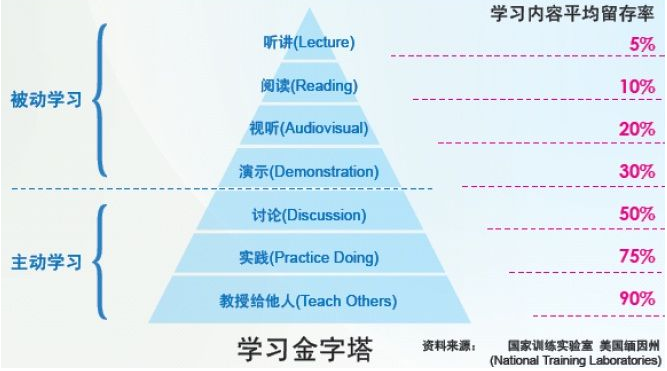 学习内容平均留存率
听讲(Lecture)
5%
阅读(Reading)
10%
被动学习
视听(Audiovisual)
20%
演示(Demonstration)
30%
讨论(Discussion)
50%
主动学习
实践(Practice Doing)
75%
教授给他人(Teach Others)
90%
学习金字塔
资料来源： 国家训练实验室 美国缅因州
(National Training Laboratories)